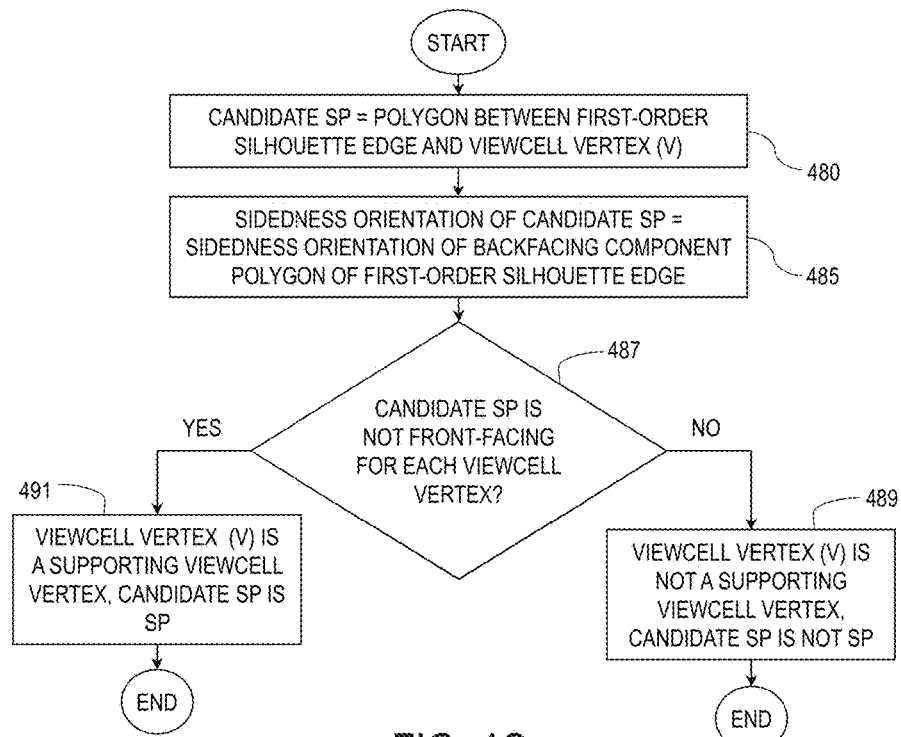 START
CANDIDATE SP = POLYGON BETWEEN FIRST-ORDER
SILHOUETTE EDGE AND VIEWCELL VERTEX (V)
480
SIDEDNESS ORIENTATION OF CANDIDATE SP =
SIDEDNESS ORIENTATION OF BACKFACING COMPONENT
POLYGON OF FIRST-ORDER SILHOUETTE EDGE
485
487
CANDIDATE SP IS
NOT FRONT-FACING
FOR EACH VIEWCELL
VERTEX?
YES
NO
491
VIEWCELL VERTEX (V) IS
A SUPPORTING VIEWCELL
VERTEX, CANDIDATE SP IS
SP
489
VIEWCELL VERTEX (V) IS
NOT A SUPPORTING
VIEWCELL VERTEX,
CANDIDATE SP IS NOT SP
END
END